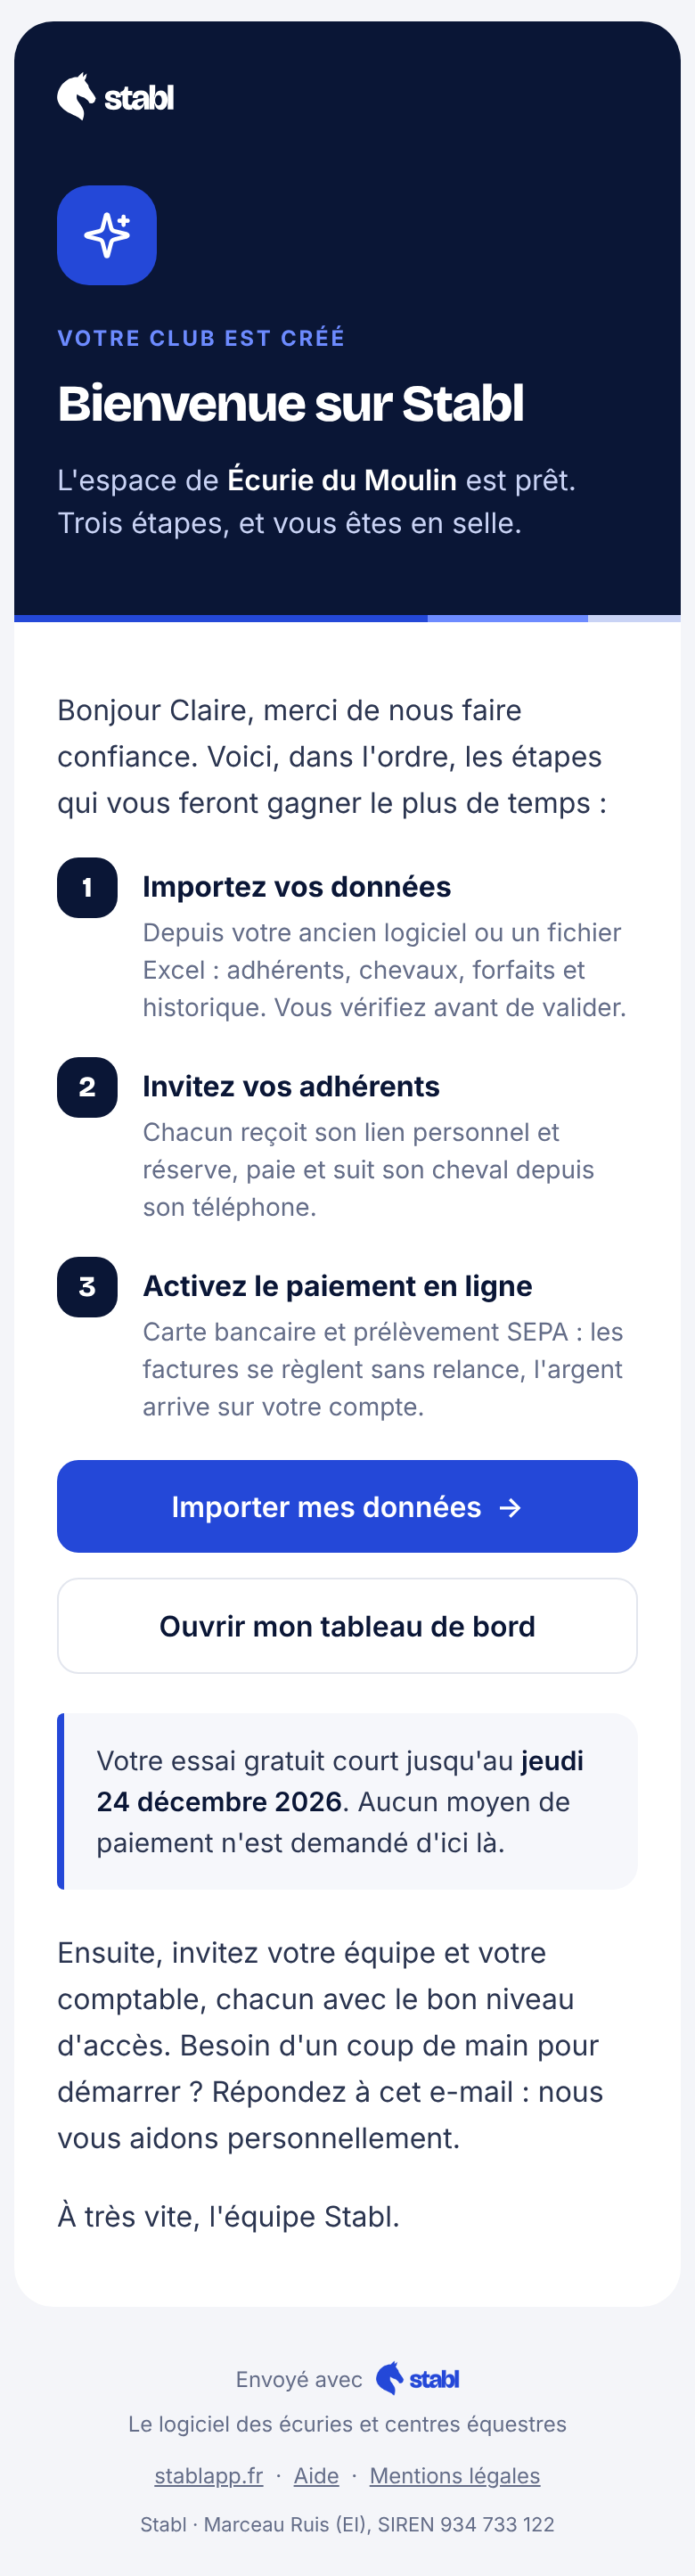 stabl
VOTRE CLUB EST CRÉÉ
Bienvenue sur Stabl
L'espace de Écurie du Moulin est prêt.
Trois étapes, et vous êtes en selle.
Bonjour Claire, merci de nous faire
confiance. Voici, dans l'ordre, les étapes
qui vous feront gagner le plus de temps :
1 Importez vos données
Depuis votre ancien logiciel ou un fichier
Excel : adhérents, chevaux, forfaits et
historique. Vous vérifiez avant de valider.
2 Invitez vos adhérents
Chacun reçoit son lien personnel et
réserve, paie et suit son cheval depuis
son téléphone.
3 Activez le paiement en ligne
Carte bancaire et prélèvement SEPA : les
factures se règlent sans relance, l'argent
arrive sur votre compte.
Importer mes données →
Ouvrir mon tableau de bord
Votre essai gratuit court jusqu'au jeudi
24 décembre 2026. Aucun moyen de
paiement n'est demandé d'ici là.
Ensuite, invitez votre équipe et votre
comptable, chacun avec le bon niveau
d'accès. Besoin d'un coup de main pour
démarrer ? Répondez à cet e-mail : nous
vous aidons personnellement.
À très vite, l'équipe Stabl.
Envoyé avec stabl
Le logiciel des écuries et centres équestres
stablapp.fr · Aide · Mentions légales
Stabl · Marceau Ruis (EI), SIREN 934 733 122